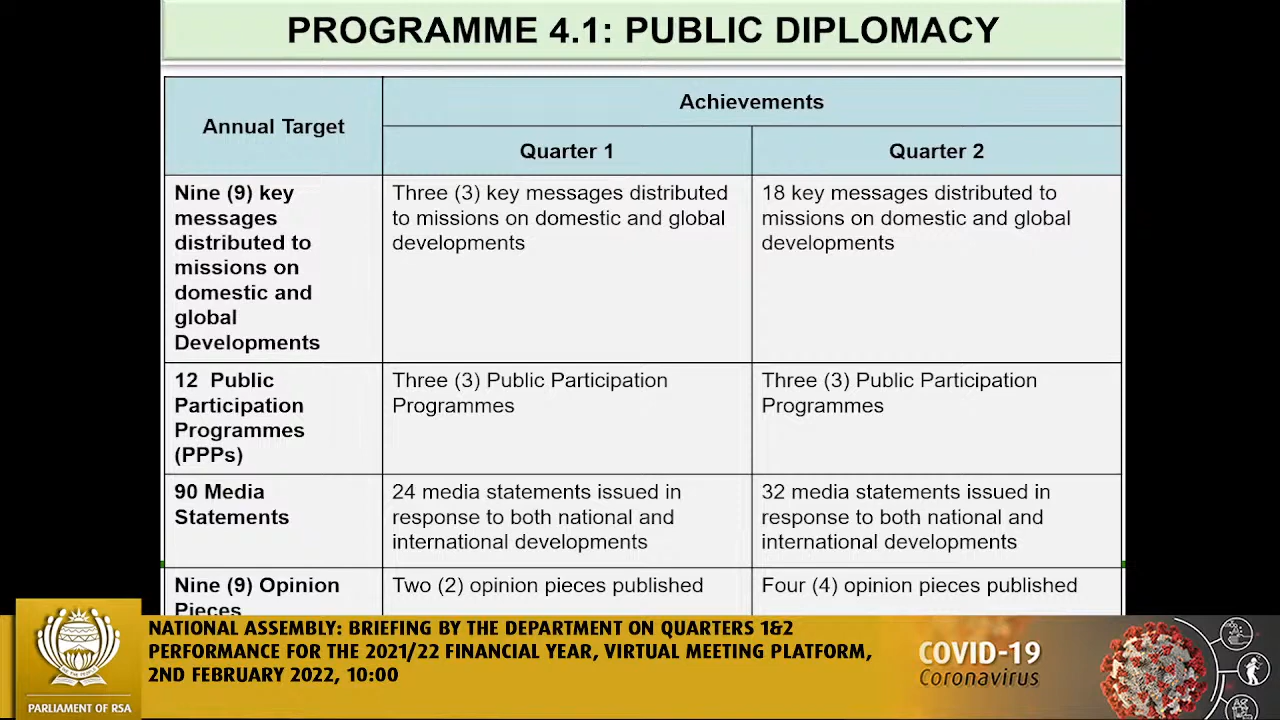 PROGRAMME 4.1: PUBLIC DIPLOMACY
Annual Target
Achievements
Quarter 1
Quarter 2
Nine (9) key
messages
distributed to
missions on
domestic and
global
Developments
Three (3) key messages distributed
to missions on domestic and global
developments
18 key messages distributed to
missions on domestic and global
developments
12 Public
Participation
Programmes
(PPPs)
Three (3) Public Participation
Programmes
Three (3) Public Participation
Programmes
90 Media
Statements
24 media statements issued in
response to both national and
international developments
32 media statements issued in
response to both national and
international developments
Nine (9) Opinion
Pieces
Two (2) opinion pieces published
Four (4) opinion pieces published
NATIONAL ASSEMBLY: BRIEFING BY THE DEPARTMENT ON QUARTERS 1&2
PERFORMANCE FOR THE 2021/22 FINANCIAL YEAR, VIRTUAL MEETING PLATFORM,
2ND FEBRUARY 2022, 10:00
PARLIAMENT OF RSA
COVID-19
Coronavirus